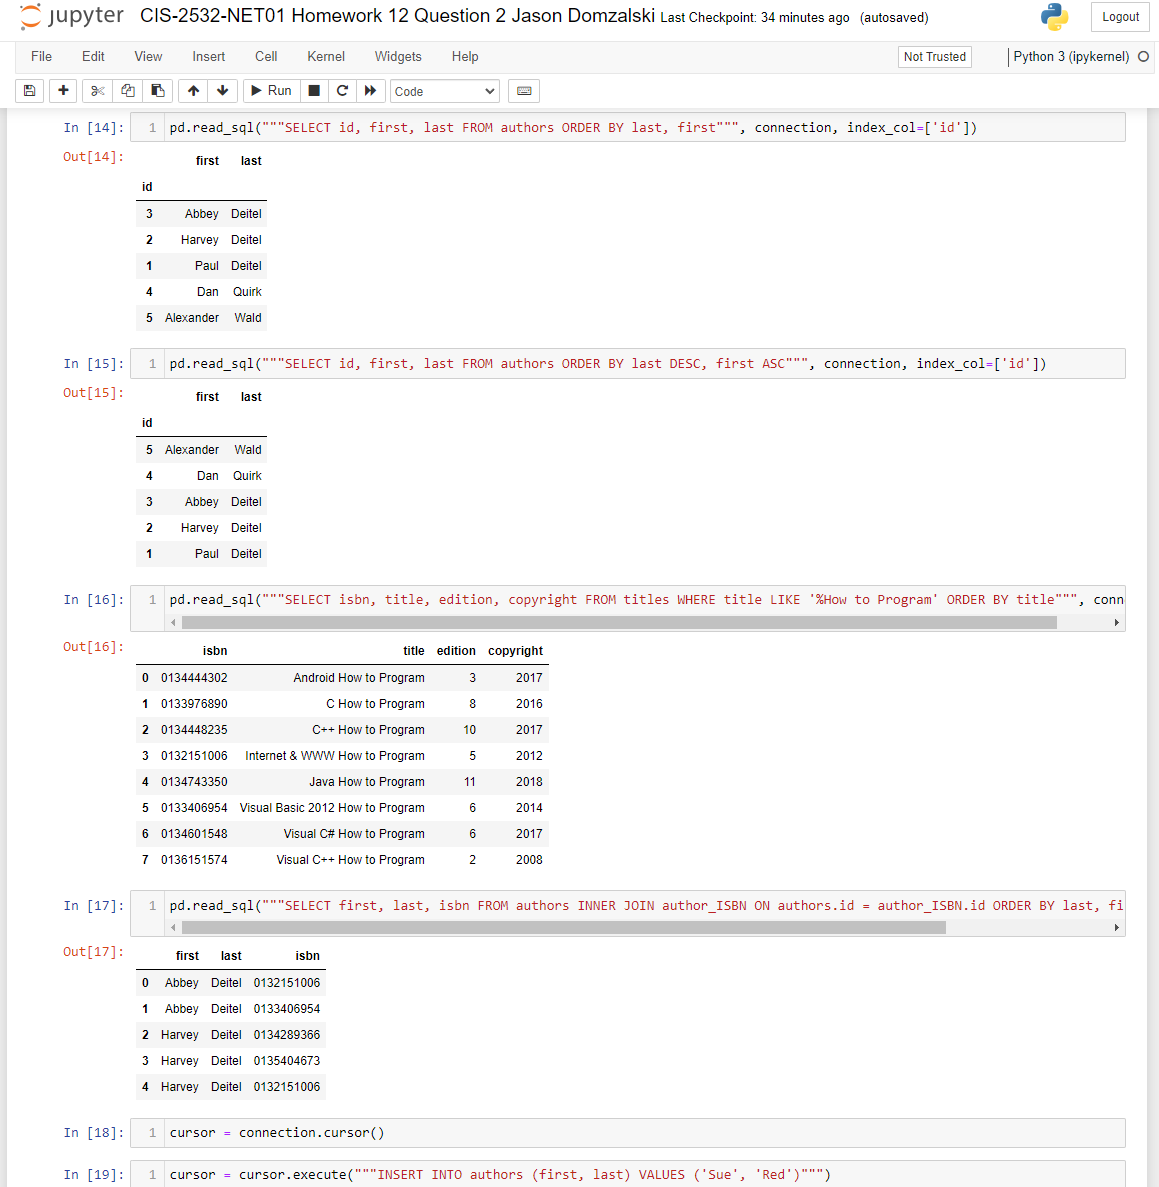 jupyter CIS-2532-NET01 Homework 12 Question 2 Jason Domzalski Last Checkpoint: 34 minutes ago (autosaved) Logout
File Edit View Insert Cell Kernel Widgets Help Not Trusted Python 3 (ipykernel)
Run Code
In [14]: 1 pd.read_sql("""SELECT id, first, last FROM authors ORDER BY last, first""", connection, index_col=['id'])
Out[14]:
first last
id
3 Abbey Deitel
2 Harvey Deitel
1 Paul Deitel
4 Dan Quirk
5 Alexander Wald
In [15]: 1 pd.read_sql("""SELECT id, first, last FROM authors ORDER BY last DESC, first ASC""", connection, index_col=['id'])
Out[15]:
first last
id
5 Alexander Wald
4 Dan Quirk
3 Abbey Deitel
2 Harvey Deitel
1 Paul Deitel
In [16]: 1 pd.read_sql("""SELECT isbn, title, edition, copyright FROM titles WHERE title LIKE '%How to Program' ORDER BY title""", conn
Out[16]:
isbn title edition copyright
0 0134444302 Android How to Program 3 2017
1 0133976890 C How to Program 8 2016
2 0134448235 C++ How to Program 10 2017
3 0132151006 Internet & WWW How to Program 5 2012
4 0134743350 Java How to Program 11 2018
5 0133406954 Visual Basic 2012 How to Program 6 2014
6 0134601548 Visual C# How to Program 6 2017
7 0136151574 Visual C++ How to Program 2 2008
In [17]: 1 pd.read_sql("""SELECT first, last, isbn FROM authors INNER JOIN author_ISBN ON authors.id = author_ISBN.id ORDER BY last, fi
Out[17]:
first last isbn
0 Abbey Deitel 0132151006
1 Abbey Deitel 0133406954
2 Harvey Deitel 0134289366
3 Harvey Deitel 0135404673
4 Harvey Deitel 0132151006
In [18]: 1 cursor = connection.cursor()
In [19]: 1 cursor = cursor.execute("""INSERT INTO authors (first, last) VALUES ('Sue', 'Red')""")